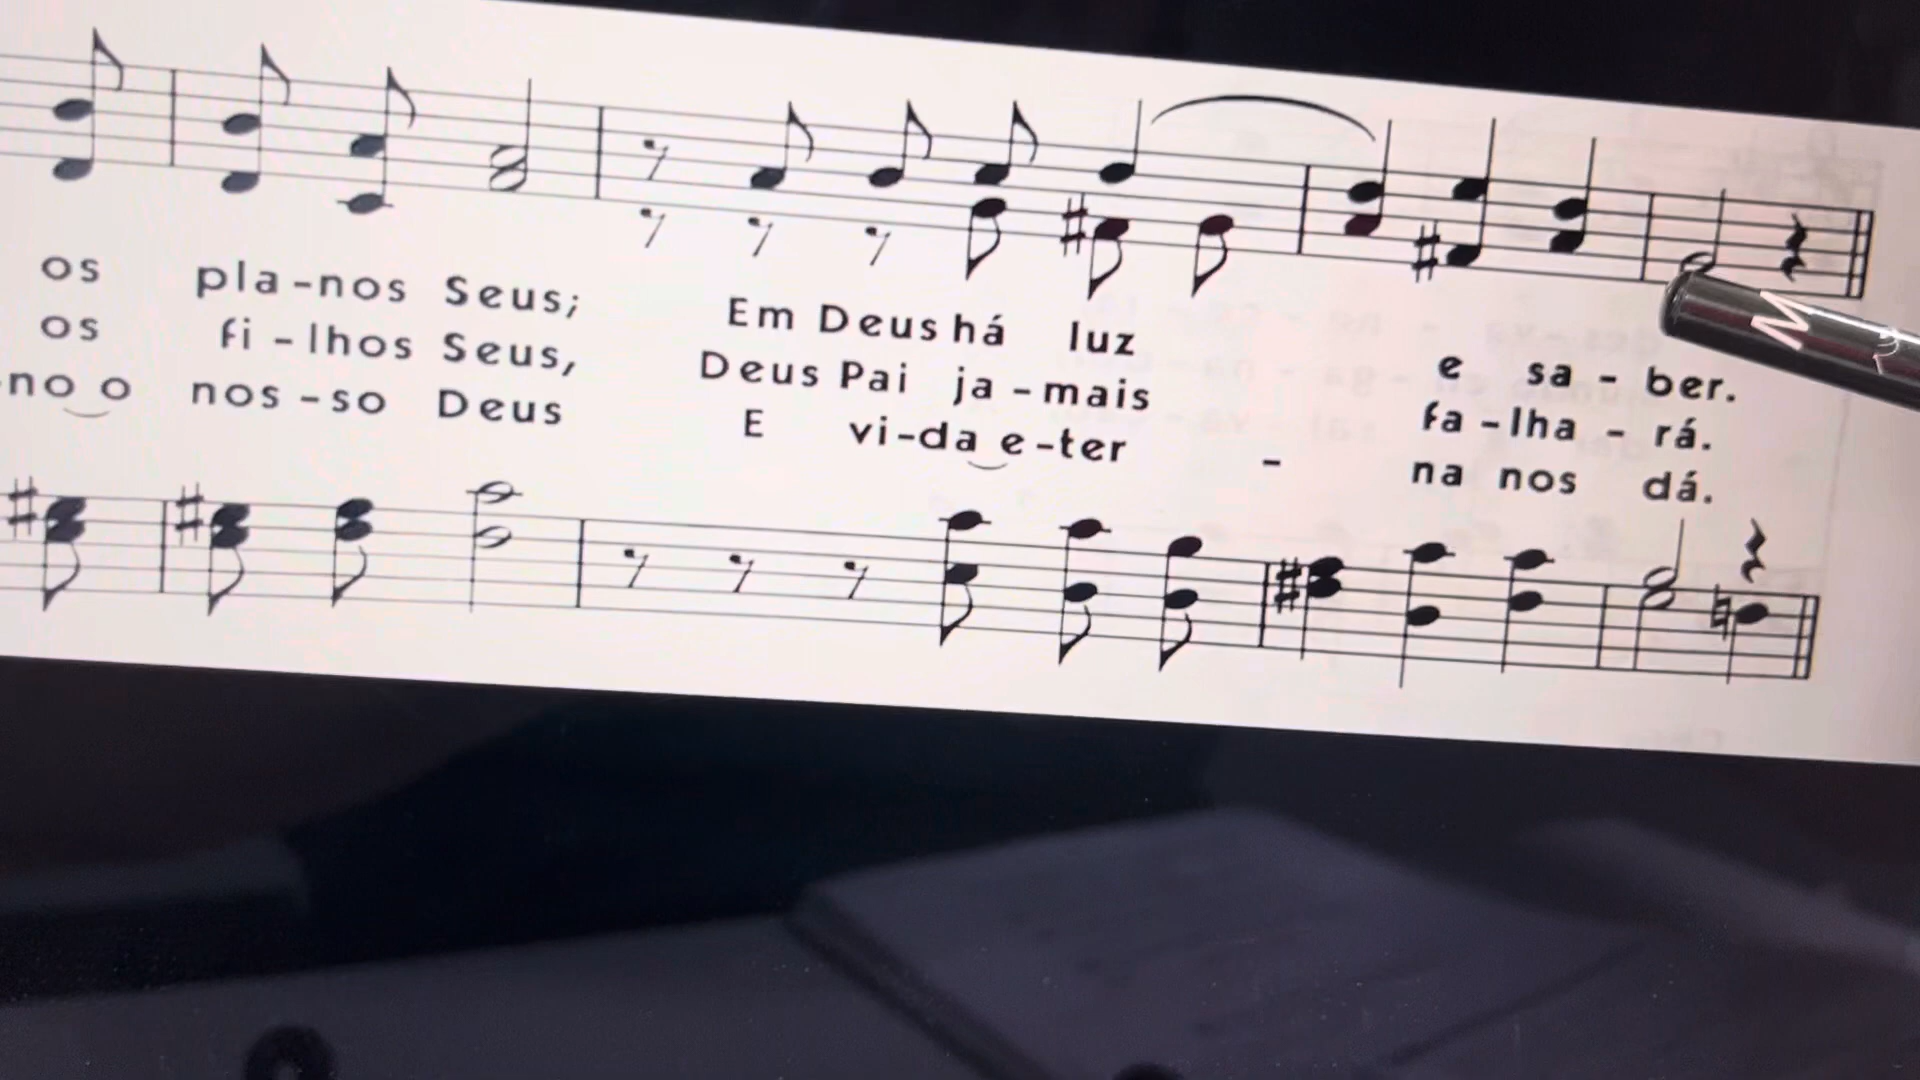 os pla-nos Seus; Em Deus há luz e sa - ber.
os fi - lhos Seus, Deus Pai ja - mais fa - lha - rá.
-no o nos - so Deus E vi-da e-ter - na nos dá.